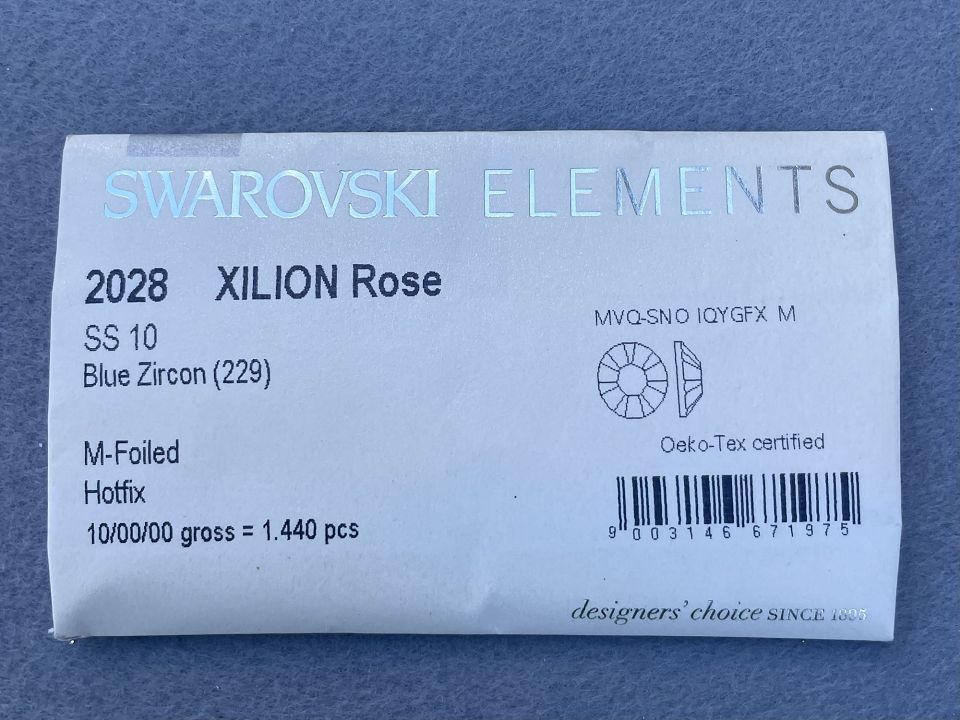 SWAROVSKI ELEMENTS
2028 XILION Rose
SS 10
Blue Zircon (229)
MVQ-SNO IQYGFX M
M-Foiled
Hotfix
10/00/00 gross = 1.440 pcs
Oeko-Tex certified
9 003146 671975
designers' choice SINCE 1895